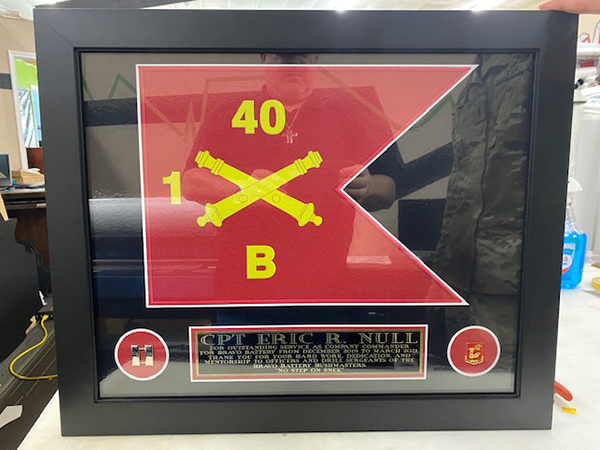 40
1
B
CPT ERIC R. NULL
FOR OUTSTANDING SERVICE AS COMPANY COMMANDER
FOR BRAVO BATTERY FROM DECEMBER 2019 TO MARCH 2021.
THANK YOU FOR YOUR HARD WORK, DEDICATION, AND
MENTORSHIP TO OFFICERS AND DRILL SERGEANTS OF THE
BRAVO BATTERY BUSHMASTERS.
"NO STEP ON SNEK"